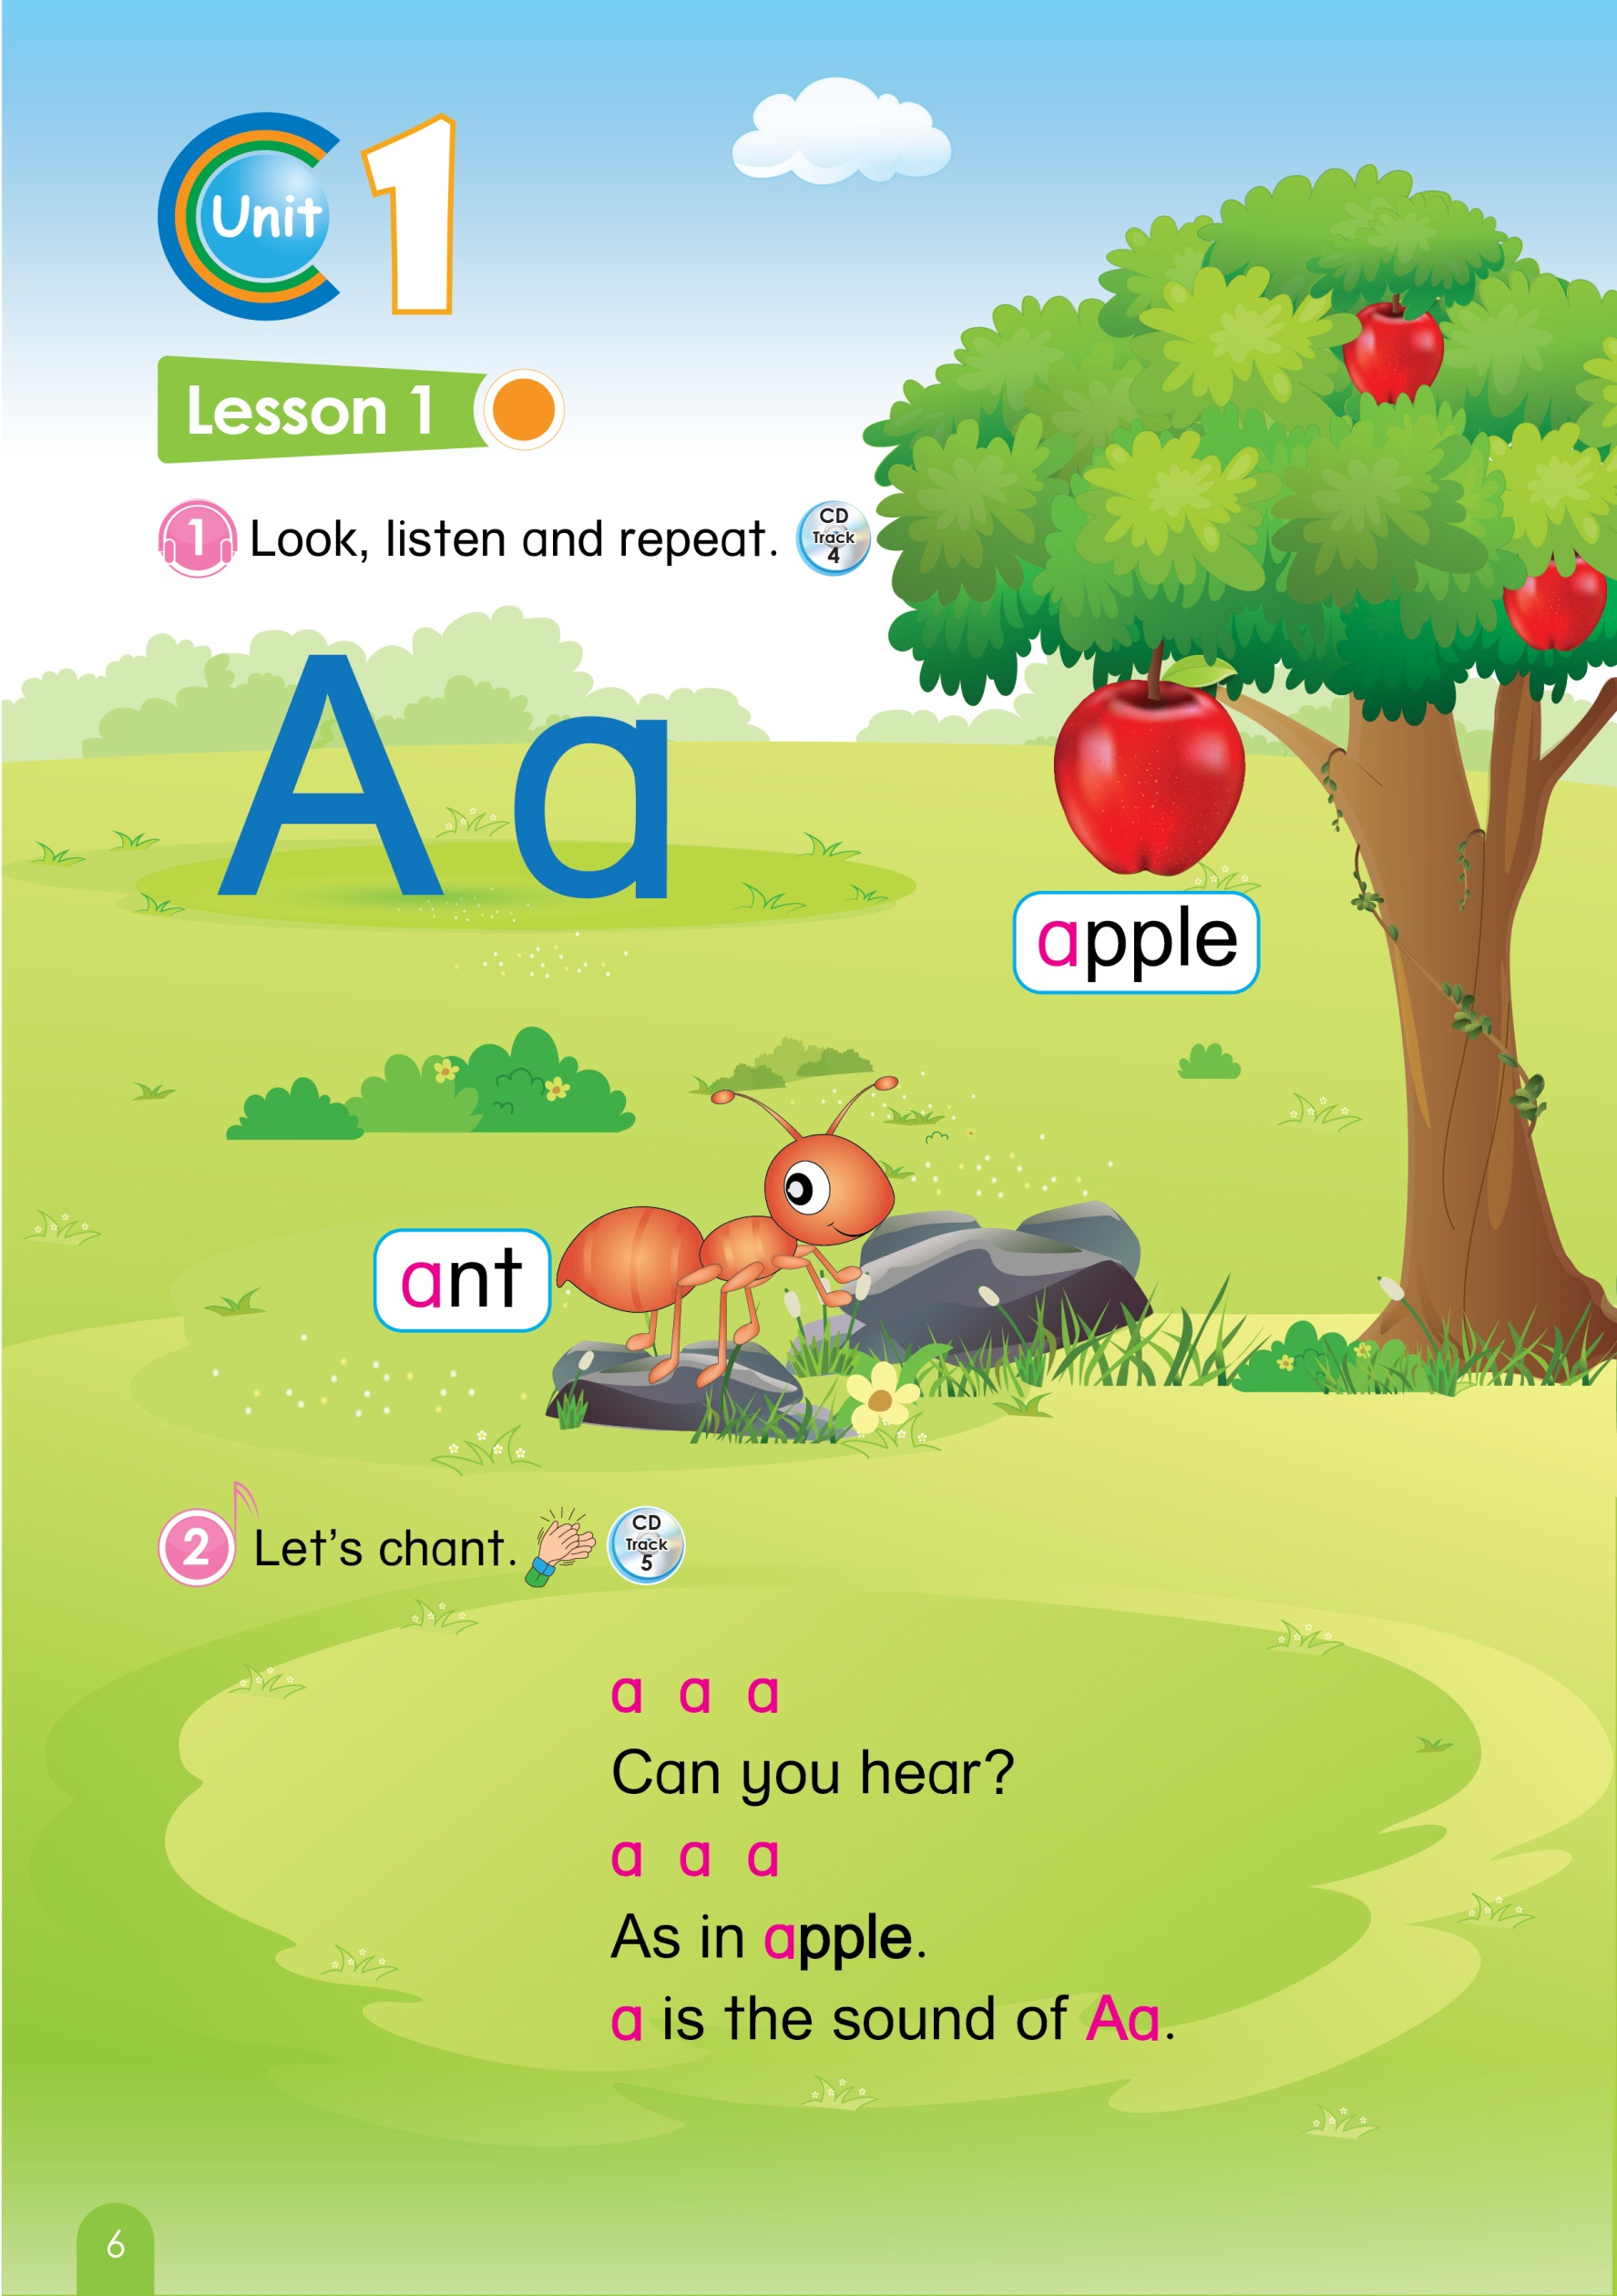 Unit 1
Lesson 1
1 Look, listen and repeat. CD Track 4
A a
apple
ant
2 Let's chant. CD Track 5
a a a
Can you hear?
a a a
As in apple.
a is the sound of Aa.
6